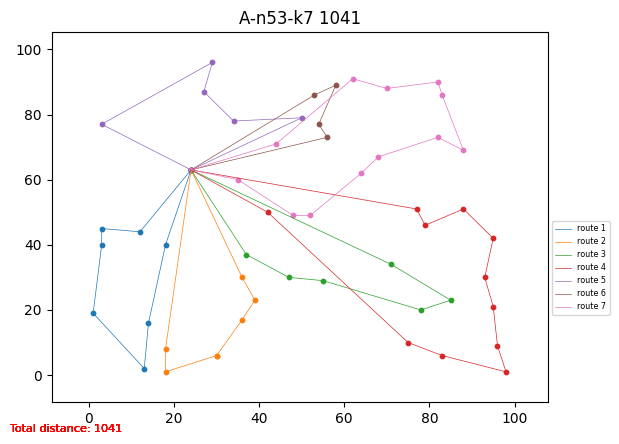 A-n53-k7 1041
100
80
60
40
20
0
0 20 40 60 80 100
route 1
route 2
route 3
route 4
route 5
route 6
route 7
Total distance: 1041